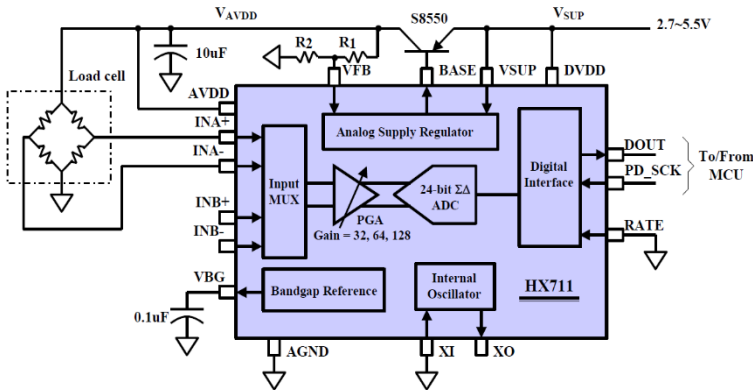 V_AVDD S8550 V_SUP 2.7~5.5V
R2 R1
10uF
Load cell
VFB BASE VSUP DVDD
AVDD
INA+
INA-
INB+
INB-
VBG
0.1uF
Analog Supply Regulator
Input
MUX
PGA
Gain = 32, 64, 128
24-bit ΣΔ
ADC
Digital
Interface
DOUT
PD_SCK
To/From
MCU
RATE
Bandgap Reference
Internal
Oscillator
HX711
AGND XI XO